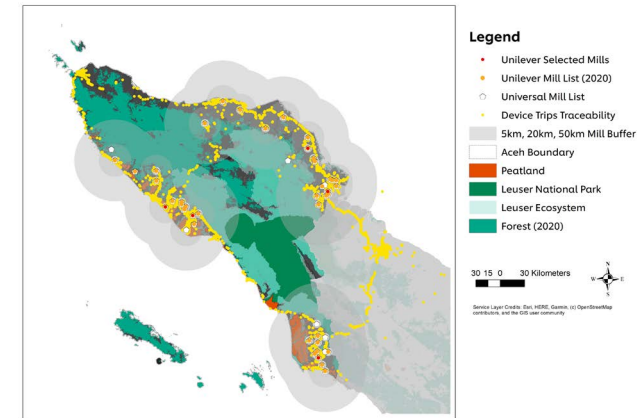 Legend
Unilever Selected Mills
Unilever Mill List (2020)
Universal Mill List
Device Trips Traceability
5km, 20km, 50km Mill Buffer
Aceh Boundary
Peatland
Leuser National Park
Leuser Ecosystem
Forest (2020)
30 15 0 30 Kilometers
N
W E
S
Service Layer Credits: Esri, HERE, Garmin, (c) OpenStreetMap
contributors, and the GIS user community